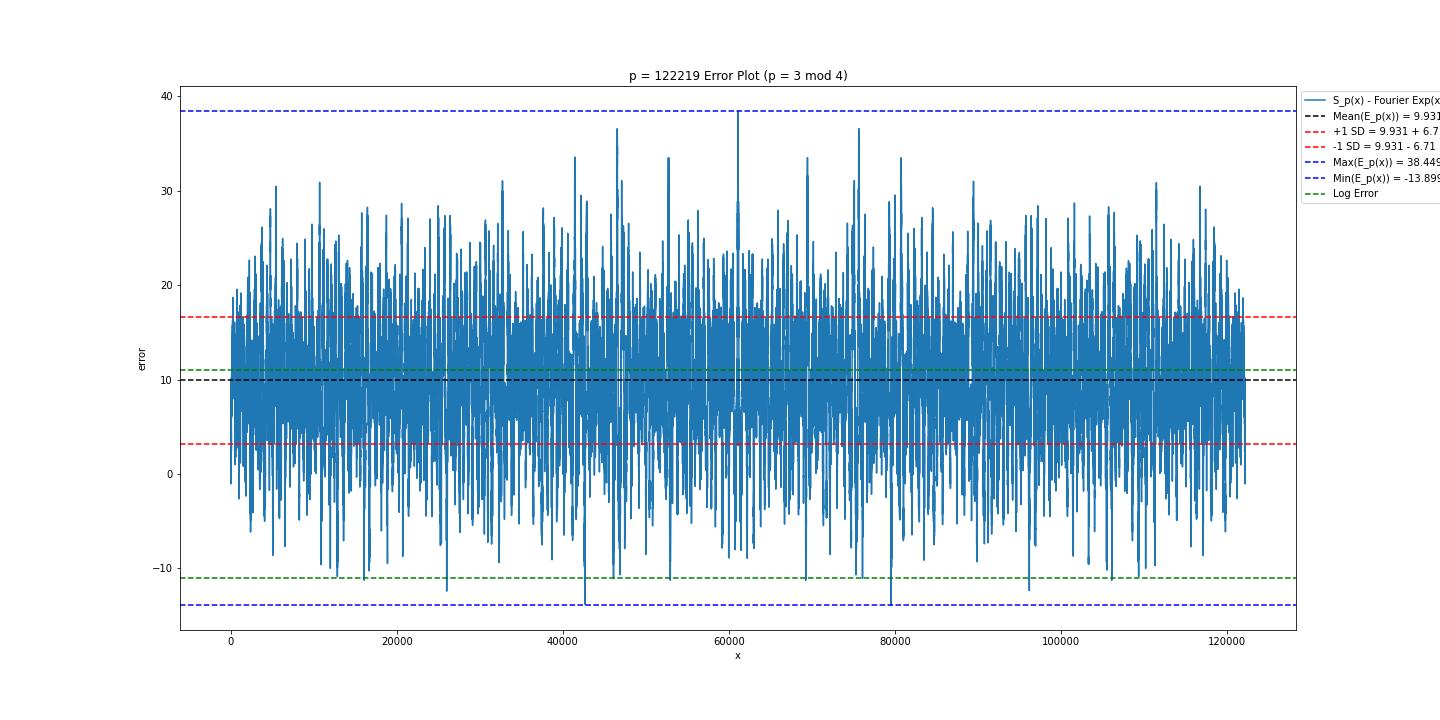 p = 122219 Error Plot (p = 3 mod 4)
40
30
20
10
0
−10
error
0 20000 40000 60000 80000 100000 120000
x
S_p(x) - Fourier Exp(x
Mean(E_p(x)) = 9.931
+1 SD = 9.931 + 6.7
-1 SD = 9.931 - 6.71
Max(E_p(x)) = 38.449
Min(E_p(x)) = -13.899
Log Error